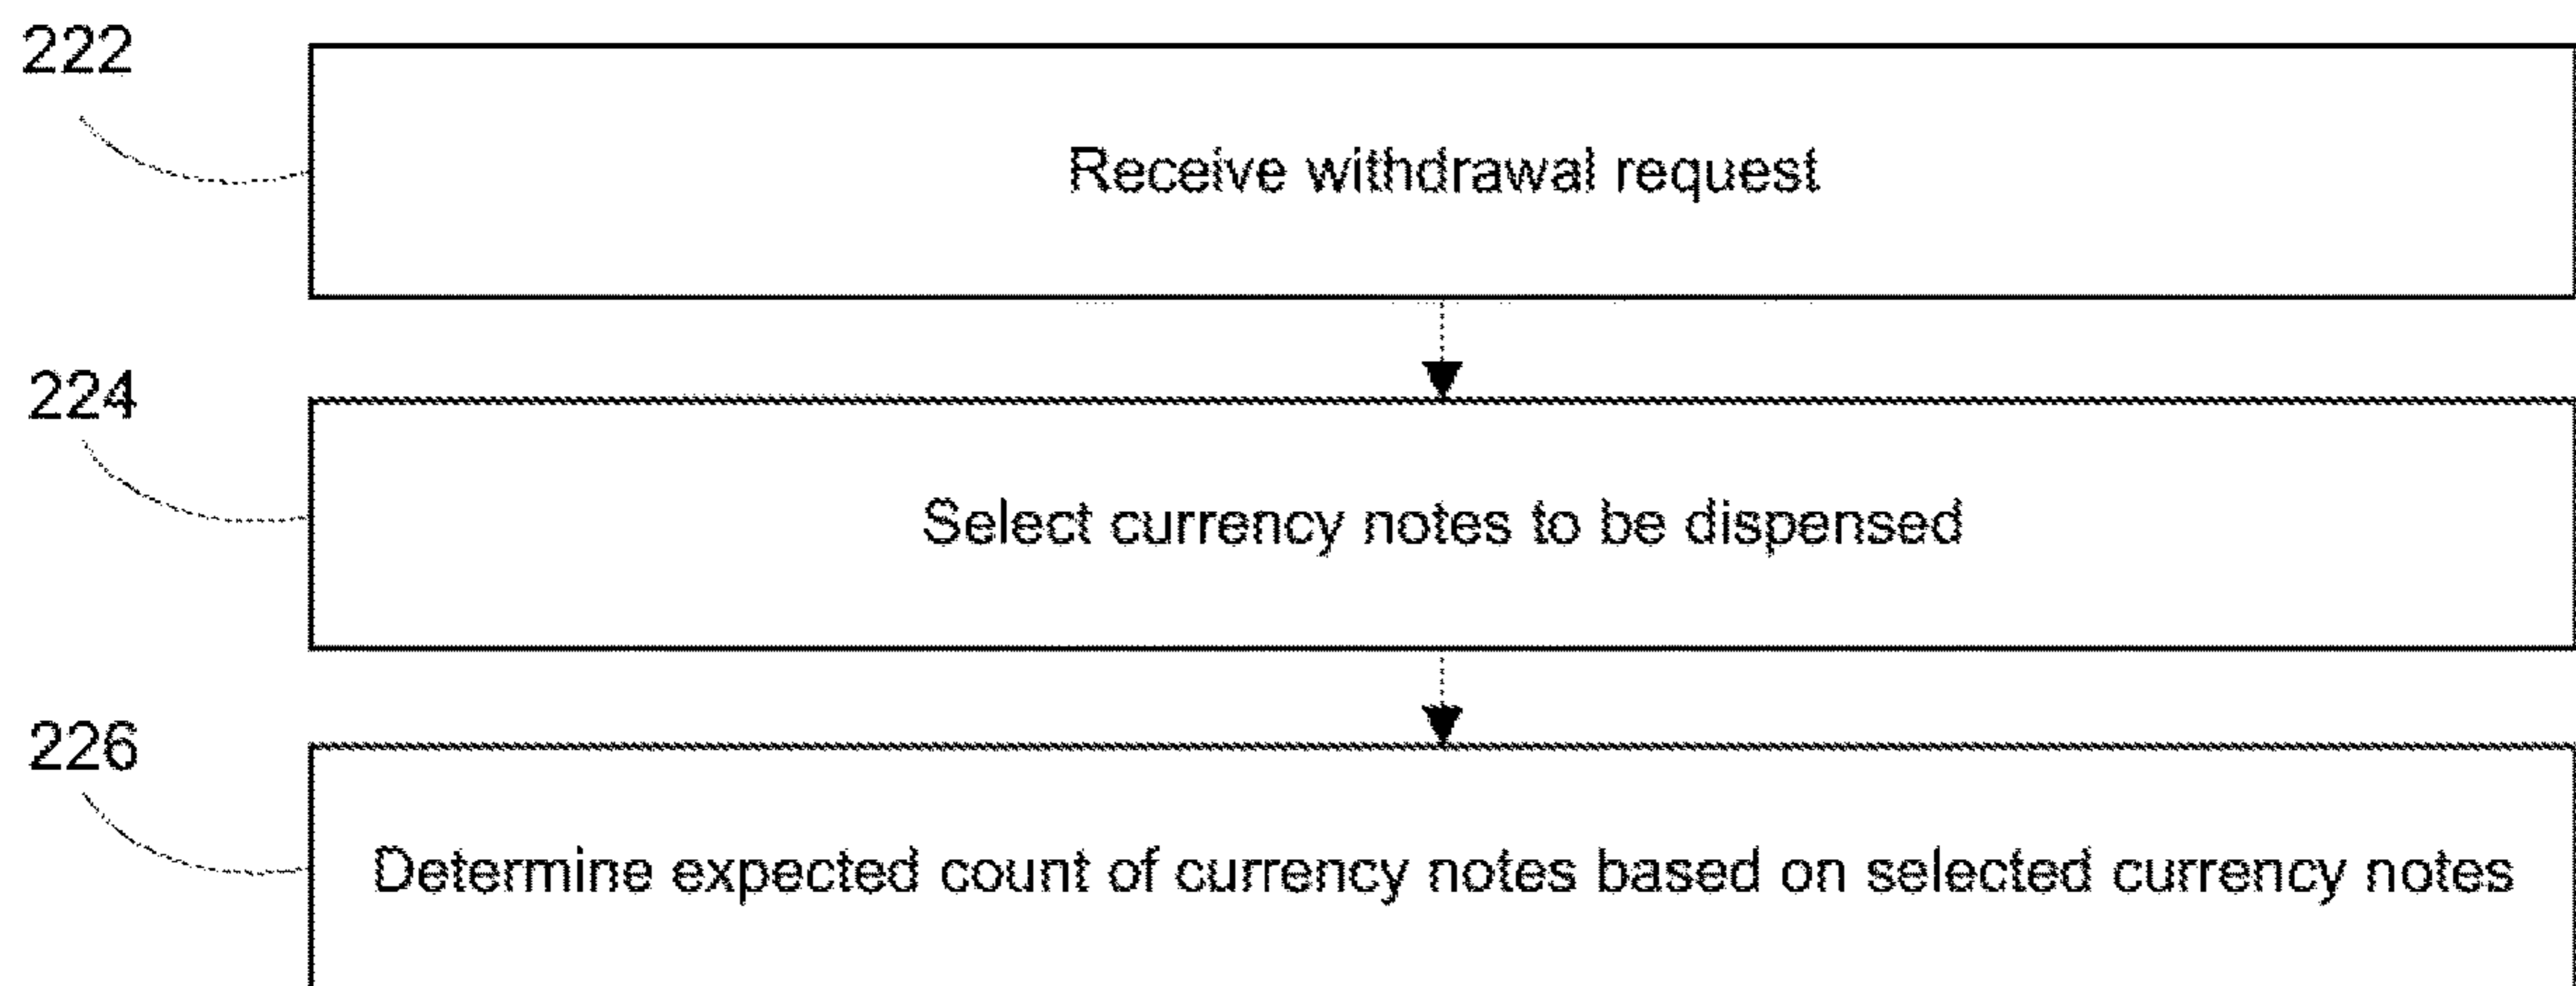 222
Receive withdrawal request
224
Select currency notes to be dispensed
226
Determine expected count of currency notes based on selected currency notes